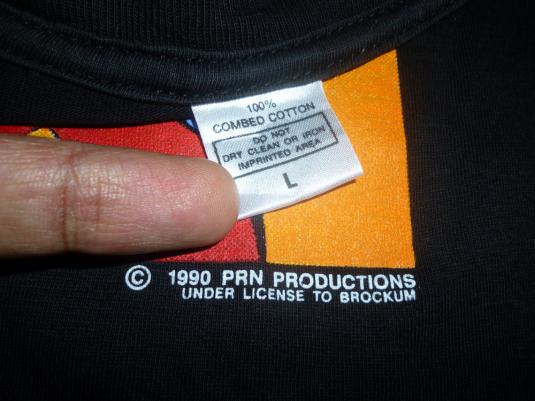 100%
COMBED COTTON
DO NOT
DRY CLEAN OR IRON
IMPRINTED AREA
L
© 1990 PRN PRODUCTIONS
UNDER LICENSE TO BROCKUM